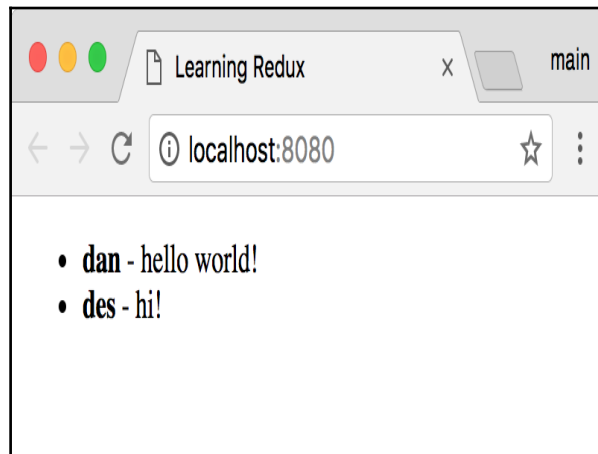 Learning Redux
main
localhost:8080
dan - hello world!
des - hi!